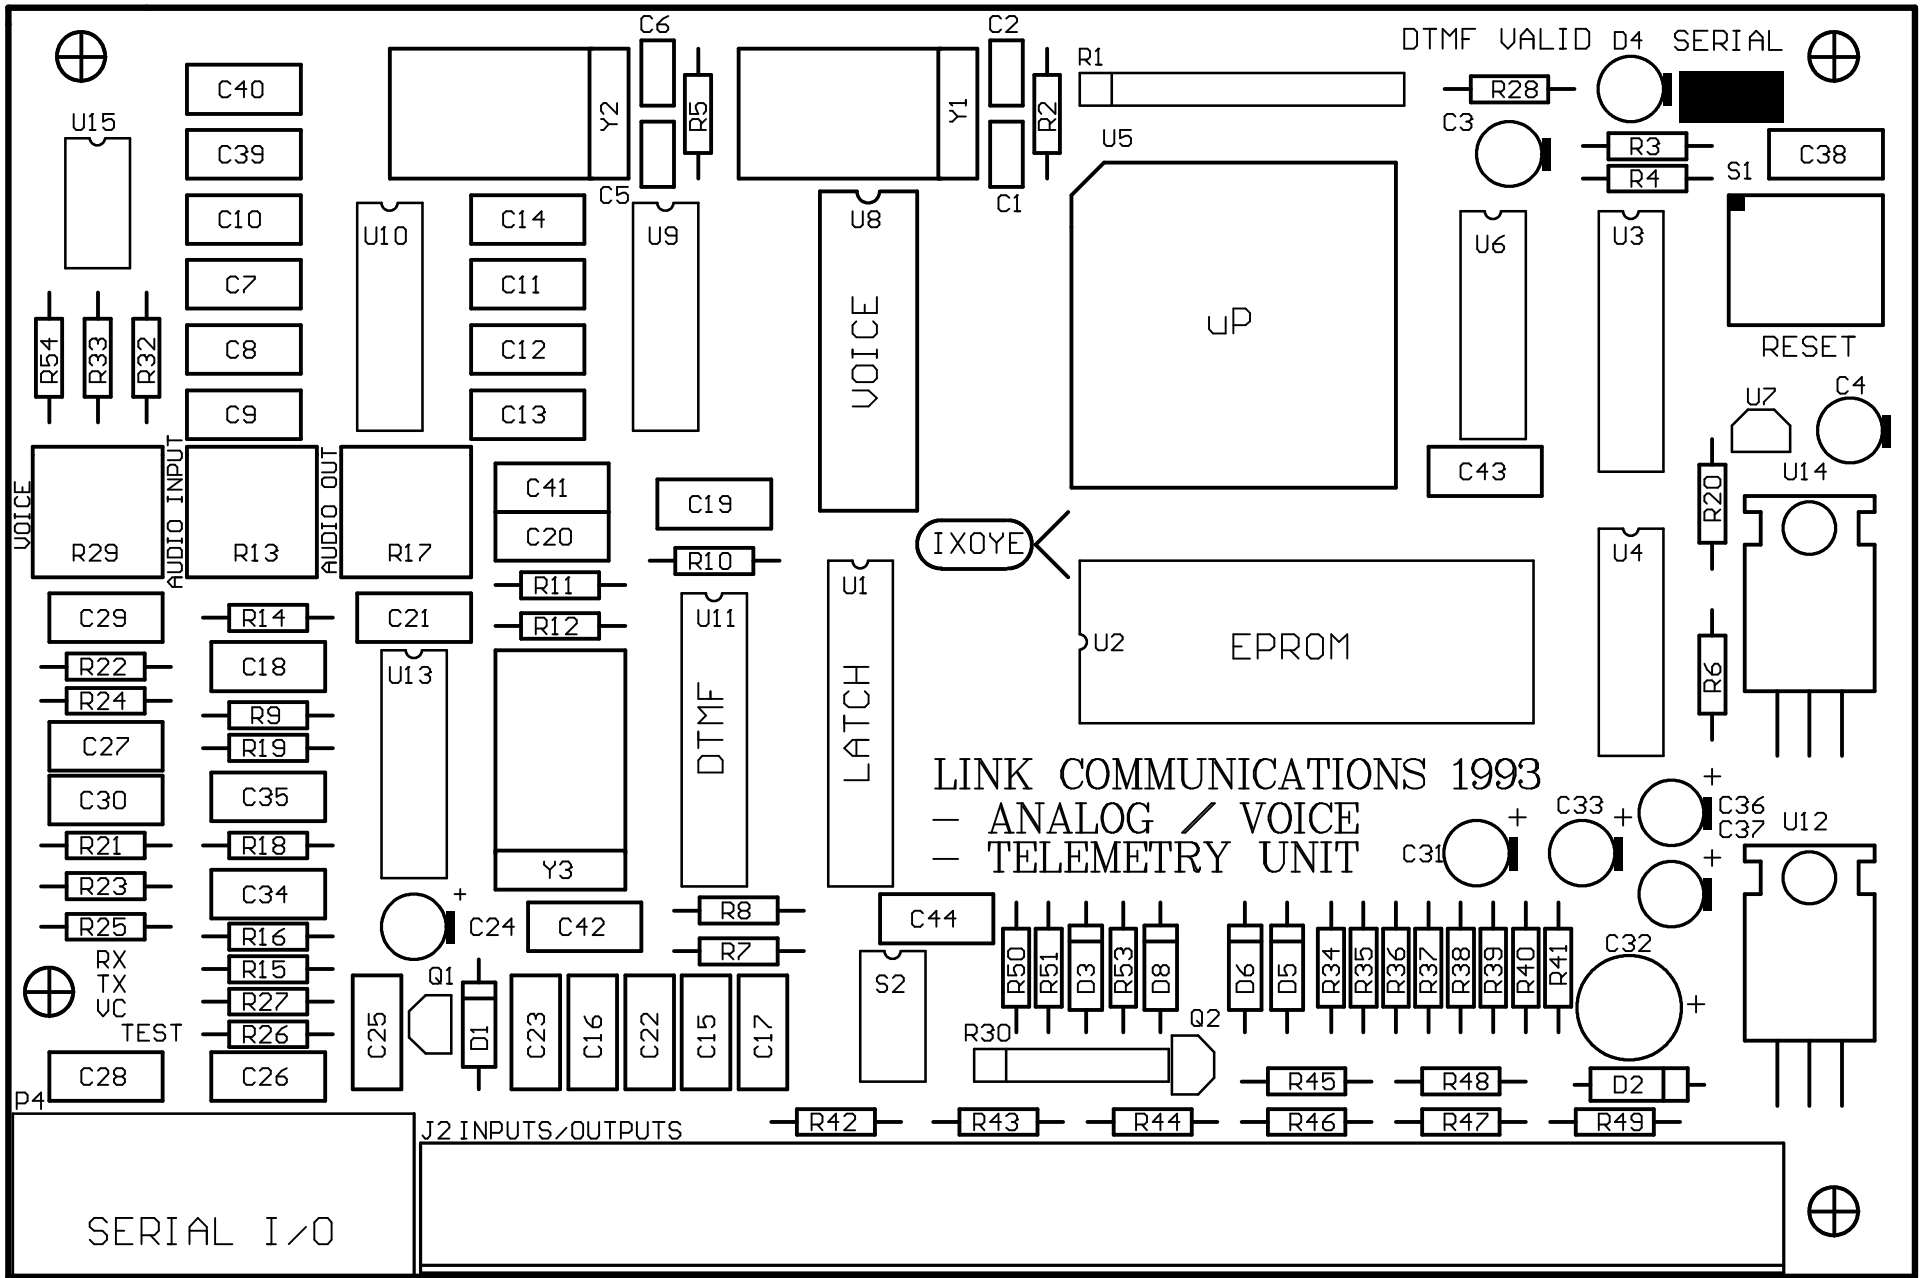 C6
C2
DTMF VALID
D4
SERIAL
R1
C40
Y2
R5
Y1
R2
R28
U15
C3
U5
C39
R3
C38
R4
S1
C5
C1
C10
U10
C14
U9
U8
U6
U3
C7
C11
VOICE
uP
R54
R33
R32
C8
C12
RESET
C9
C13
U7
C4
VOICE
R29
AUDIO INPUT
R13
AUDIO OUT
R17
C41
C19
C43
R20
U14
C20
IXOYE
R10
R11
U1
U4
C29
R14
C21
R12
U11
U2
EPROM
R22
C18
U13
R6
R24
R9
DTMF
LATCH
C27
R19
LINK COMMUNICATIONS 1993
- ANALOG / VOICE
- TELEMETRY UNIT
C30
C35
+
C36
C37
U12
+
C33
+
C31
+
R21
R18
Y3
R23
C34
+
C24
C42
R8
C44
R25
R16
R7
C32
+
RX
TX
VC
TEST
R15
R27
R26
Q1
S2
R50
R51
D3
R53
D8
D6
D5
R34
R35
R36
R37
R38
R39
R40
R41
C25
D1
C23
C16
C22
C15
C17
R30
Q2
C28
C26
R45
R48
D2
P4
J2 INPUTS/OUTPUTS
R42
R43
R44
R46
R47
R49
SERIAL I/O